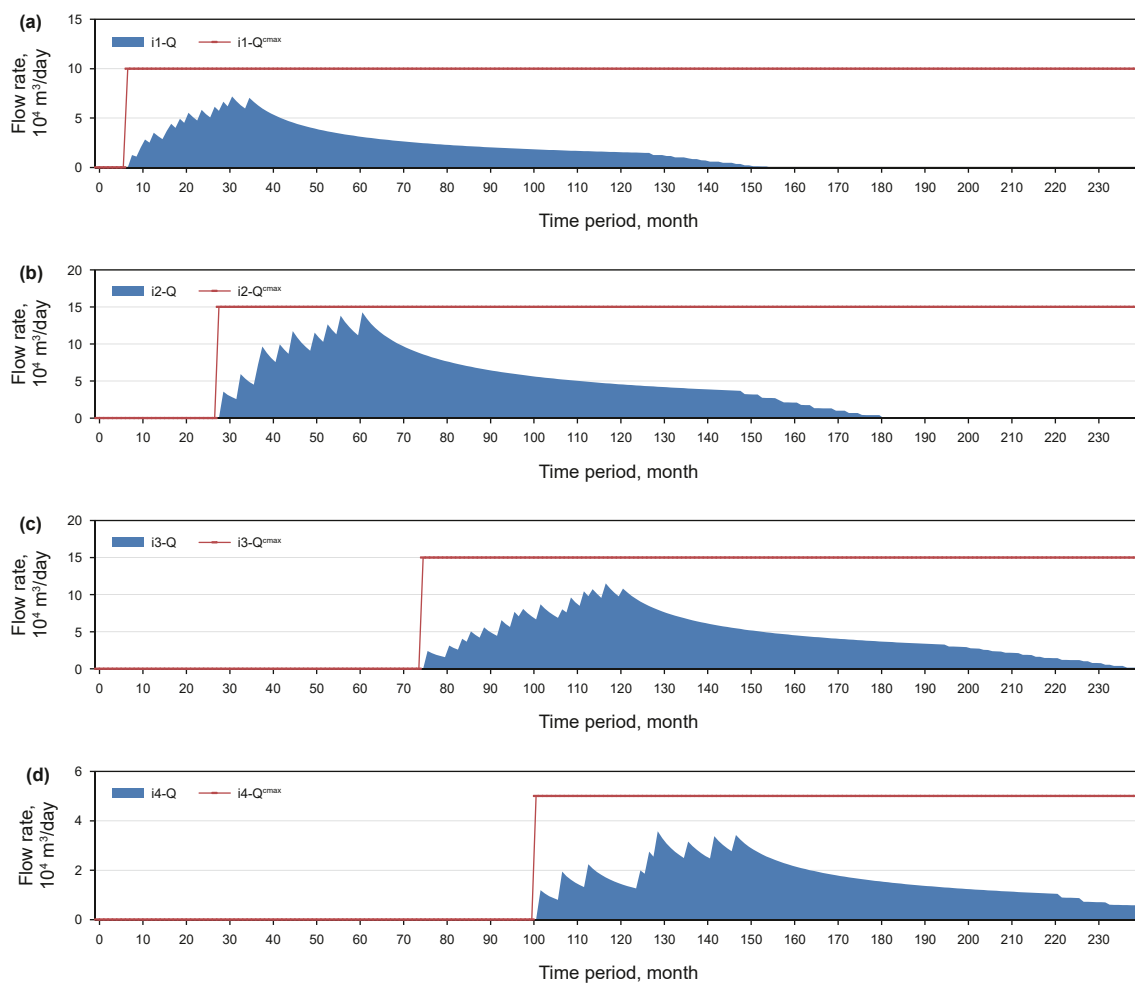 (a)
Flow rate,
10⁴ m³/day
15
10
5
0
i1-Q
i1-Qᶜᵐᵃˣ
0 10 20 30 40 50 60 70 80 90 100 110 120 130 140 150 160 170 180 190 200 210 220 230
Time period, month
(b)
Flow rate,
10⁴ m³/day
20
15
10
5
0
i2-Q
i2-Qᶜᵐᵃˣ
0 10 20 30 40 50 60 70 80 90 100 110 120 130 140 150 160 170 180 190 200 210 220 230
Time period, month
(c)
Flow rate,
10⁴ m³/day
20
15
10
5
0
i3-Q
i3-Qᶜᵐᵃˣ
0 10 20 30 40 50 60 70 80 90 100 110 120 130 140 150 160 170 180 190 200 210 220 230
Time period, month
(d)
Flow rate,
10⁴ m³/day
6
4
2
0
i4-Q
i4-Qᶜᵐᵃˣ
0 10 20 30 40 50 60 70 80 90 100 110 120 130 140 150 160 170 180 190 200 210 220 230
Time period, month